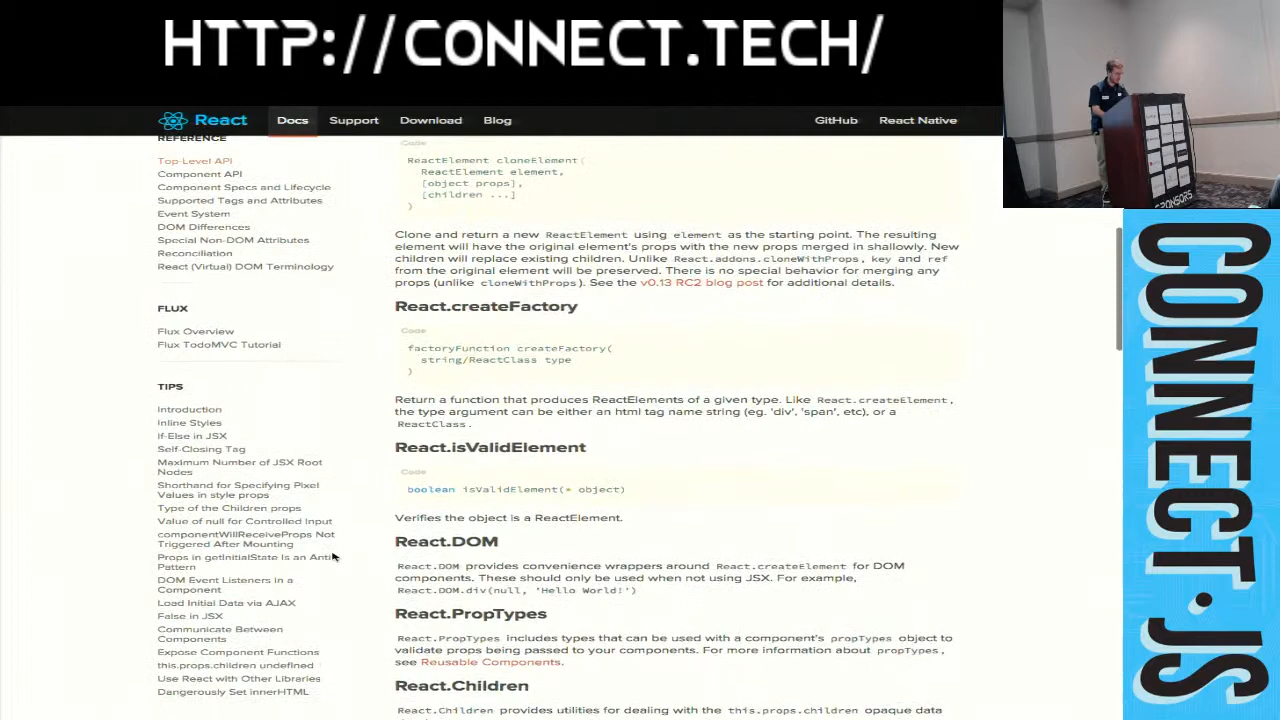 HTTP://CONNECT.TECH/
React
Docs
Support
Download
Blog
GitHub
React Native
REFERENCE
Top-Level API
Component API
Component Specs and Lifecycle
Supported Tags and Attributes
Event System
DOM Differences
Special Non-DOM Attributes
Reconciliation
React (Virtual) DOM Terminology
FLUX
Flux Overview
Flux TodoMVC Tutorial
TIPS
Introduction
Inline Styles
If-Else in JSX
Self-Closing Tag
Maximum Number of JSX Root
Nodes
Shorthand for Specifying Pixel
Values in style props
Type of the Children props
Value of null for Controlled Input
componentWillReceiveProps Not
Triggered After Mounting
Props in getInitialState Is an Anti-
Pattern
DOM Event Listeners in a
Component
Load Initial Data via AJAX
False in JSX
Communicate Between
Components
Expose Component Functions
this.props.children undefined
Use React with Other Libraries
Dangerously Set innerHTML
Code
ReactElement cloneElement(
ReactElement element,
[object props],
[children ...]
)
Clone and return a new ReactElement using element as the starting point. The resulting
element will have the original element's props with the new props merged in shallowly. New
children will replace existing children. Unlike React.addons.cloneWithProps, key and ref
from the original element will be preserved. There is no special behavior for merging any
props (unlike cloneWithProps). See the v0.13 RC2 blog post for additional details.
React.createFactory
Code
factoryFunction createFactory(
string/ReactClass type
)
Return a function that produces ReactElements of a given type. Like React.createElement,
the type argument can be either an html tag name string (eg. 'div', 'span', etc), or a
ReactClass.
React.isValidElement
Code
boolean isValidElement(* object)
Verifies the object is a ReactElement.
React.DOM
React.DOM provides convenience wrappers around React.createElement for DOM
components. These should only be used when not using JSX. For example,
React.DOM.div(null, 'Hello World!')
React.PropTypes
React.PropTypes includes types that can be used with a component's propTypes object to
validate props being passed to your components. For more information about propTypes,
see Reusable Components.
React.Children
React.Children provides utilities for dealing with the this.props.children opaque data
SPONSORS
CONNECT.JS